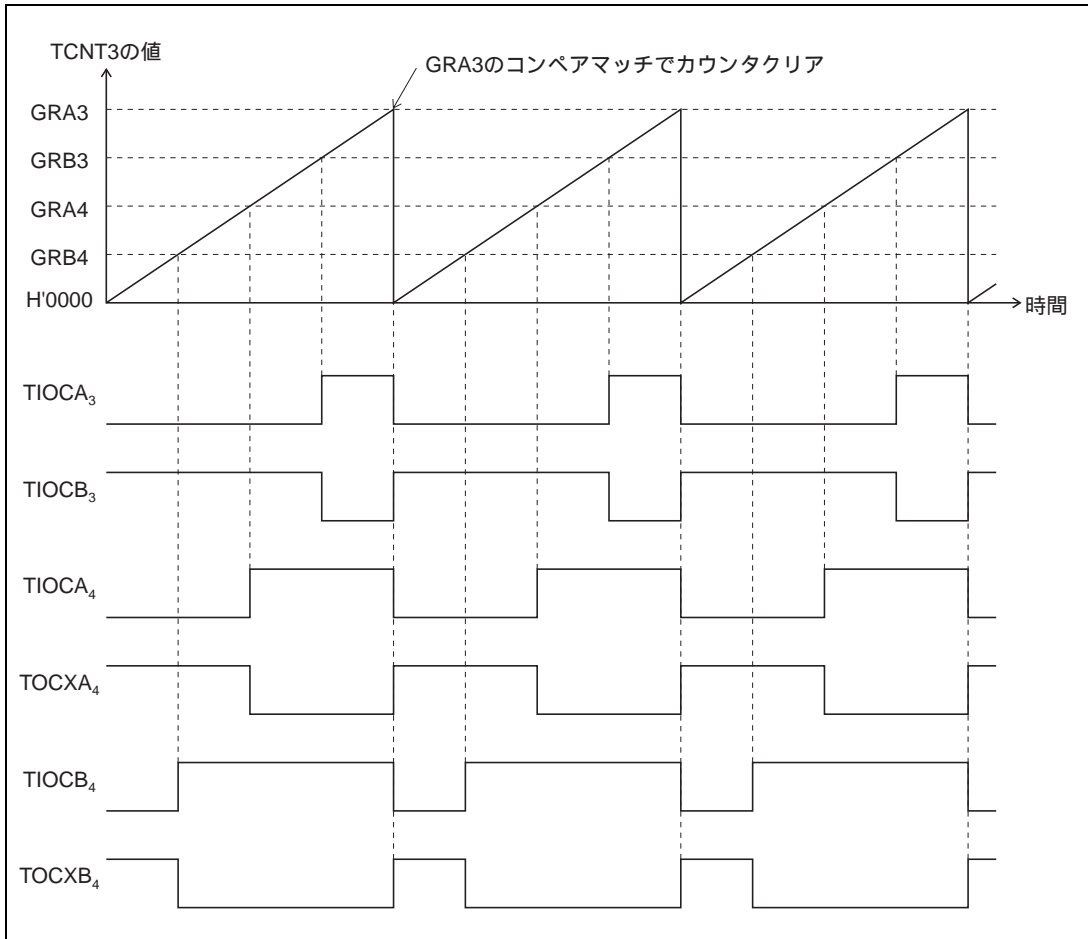 TCNT3の値
GRA3のコンペアマッチでカウンタクリア
GRA3
GRB3
GRA4
GRB4
H'0000
時間
TIOCA₃
TIOCB₃
TIOCA₄
TOCXA₄
TIOCB₄
TOCXB₄